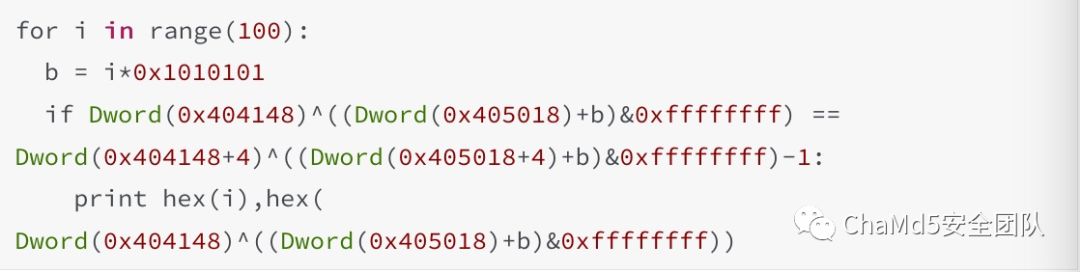 for i in range(100):
b = i*0x1010101
if Dword(0x404148)^((Dword(0x405018)+b)&0xffffffff) ==
Dword(0x404148+4)^((Dword(0x405018+4)+b)&0xffffffff)-1:
print hex(i),hex(
Dword(0x404148)^((Dword(0x405018)+b)&0xffffffff))
ChaMd5安全团队